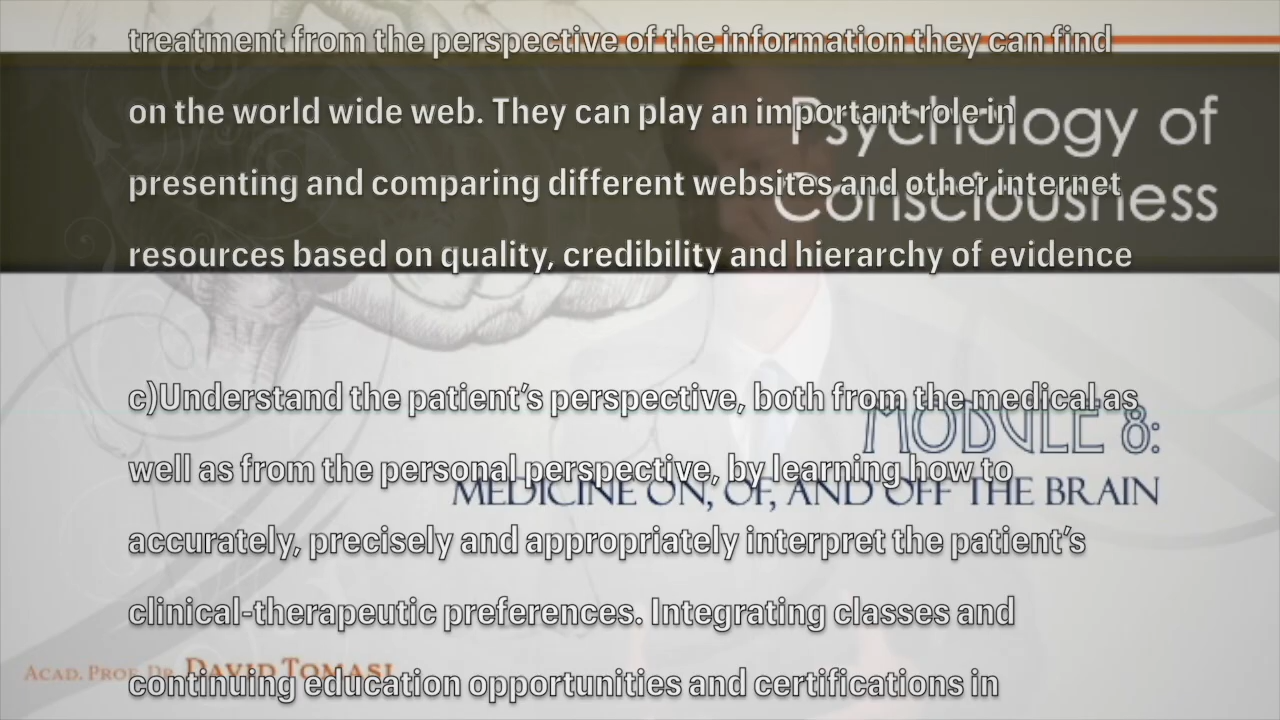 treatment from the perspective of the information they can find
on the world wide web. They can play an important role in
Psychology of
presenting and comparing different websites and other internet
Consciousness
resources based on quality, credibility and hierarchy of evidence
c)Understand the patient’s perspective, both from the medical as
MODULE 8:
well as from the personal perspective, by learning how to
MEDICINE ON, OF, AND OFF THE BRAIN
accurately, precisely and appropriately interpret the patient’s
clinical-therapeutic preferences. Integrating classes and
ACAD. PROF. DR. DAVID TOMASI
continuing education opportunities and certifications in